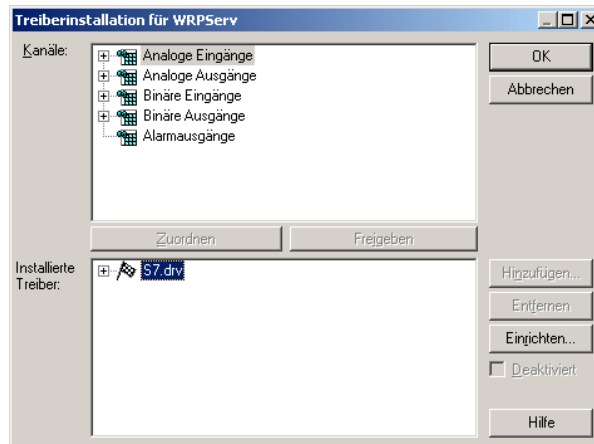 Treiberinstallation für WRPServ
Kanäle:
Analoge Eingänge
Analoge Ausgänge
Binäre Eingänge
Binäre Ausgänge
Alarmausgänge
OK
Abbrechen
Zuordnen
Freigeben
Installierte
Treiber:
S7.drv
Hinzufügen...
Entfernen
Einrichten...
Deaktiviert
Hilfe